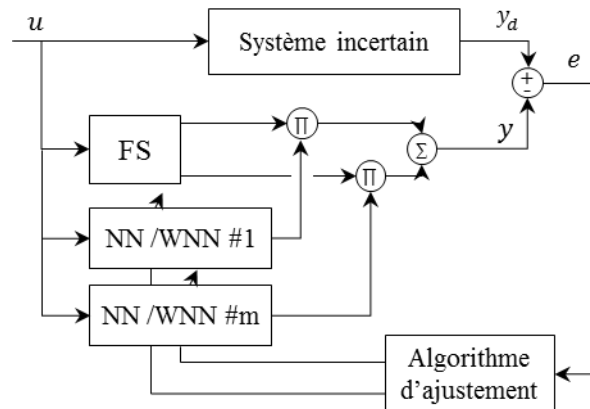 u
Système incertain
y_d
+
-
e
FS
∏
∑
y
∏
NN /WNN #1
NN /WNN #m
Algorithme
d'ajustement